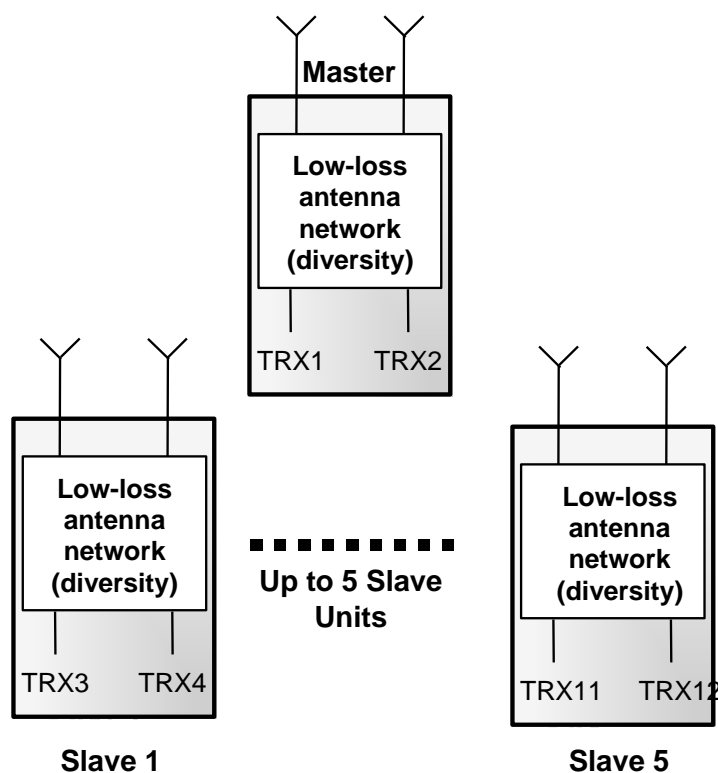 Master
Low-loss
antenna
network
(diversity)
TRX1 TRX2
Low-loss
antenna
network
(diversity)
TRX3 TRX4
Slave 1
Up to 5 Slave
Units
Low-loss
antenna
network
(diversity)
TRX11 TRX12
Slave 5